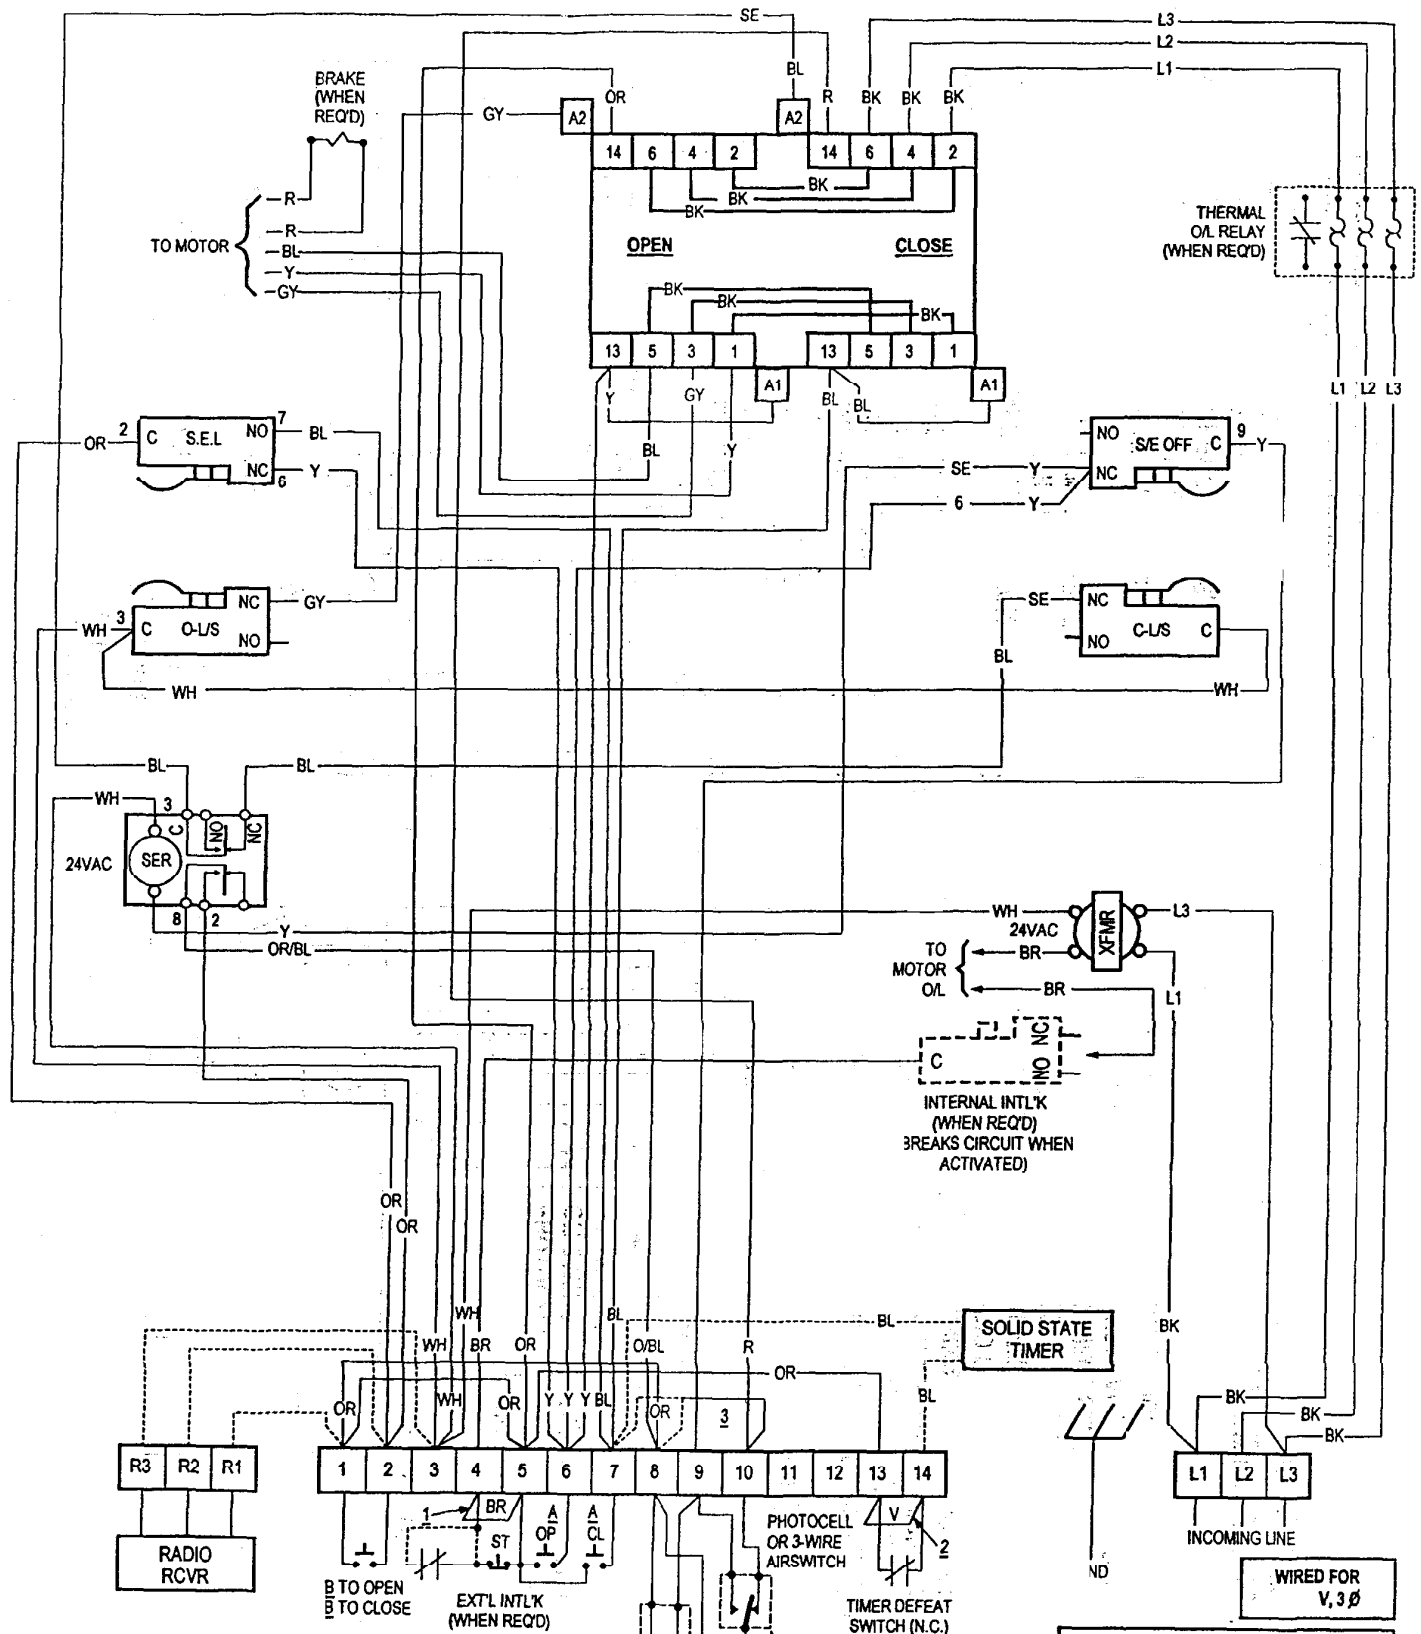 SE
L3
L2
L1
BL
BRAKE
(WHEN
REQ'D)
OR
R
BK
BK
BK
GY
A2
A2
14
6
4
2
14
6
4
2
BK
BK
BK
R
R
BL
Y
GY
TO MOTOR
OPEN
CLOSE
THERMAL
O/L RELAY
(WHEN REQ'D)
BK
BK
BK
13
5
3
1
13
5
3
1
A1
A1
Y
GY
BL
BL
L1
L2
L3
OR
2
C
S.E.L
NO
7
BL
NC
6
Y
BL
Y
NO
S/E OFF
C
9
Y
NC
SE
Y
6
Y
WH
3
C
O-L/S
NC
GY
NO
SE
NC
C-L/S
C
NO
BL
WH
WH
BL
BL
WH
3
C
NO
NC
24VAC
SER
8
2
Y
OR/BL
WH
24VAC
XFMR
L3
TO
MOTOR
O/L
BR
BR
L1
C
NO
NC
INTERNAL INTL'K
(WHEN REQ'D)
BREAKS CIRCUIT WHEN
ACTIVATED)
OR
OR
WH
WH
BR
OR
BL
O/BL
R
BL
SOLID STATE
TIMER
BK
OR
OR
WH
OR
Y
Y
Y
BL
OR
3
BL
BK
BK
BK
R3
R2
R1
1
2
3
4
5
6
7
8
9
10
11
12
13
14
L1
L2
L3
RADIO
RCVR
1
BR
ST
A
OP
A
CL
B TO OPEN
B TO CLOSE
EXT'L INTL'K
(WHEN REQ'D)
PHOTOCELL
OR 3-WIRE
AIRSWITCH
V
2
TIMER DEFEAT
SWITCH (N.C.)
ND
INCOMING LINE
WIRED FOR
V, 3 Ø